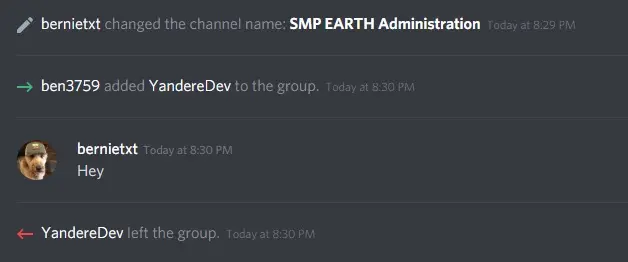 bernietxt changed the channel name: SMP EARTH Administration Today at 8:29 PM
ben3759 added YandereDev to the group. Today at 8:30 PM
bernietxt Today at 8:30 PM
Hey
YandereDev left the group. Today at 8:30 PM